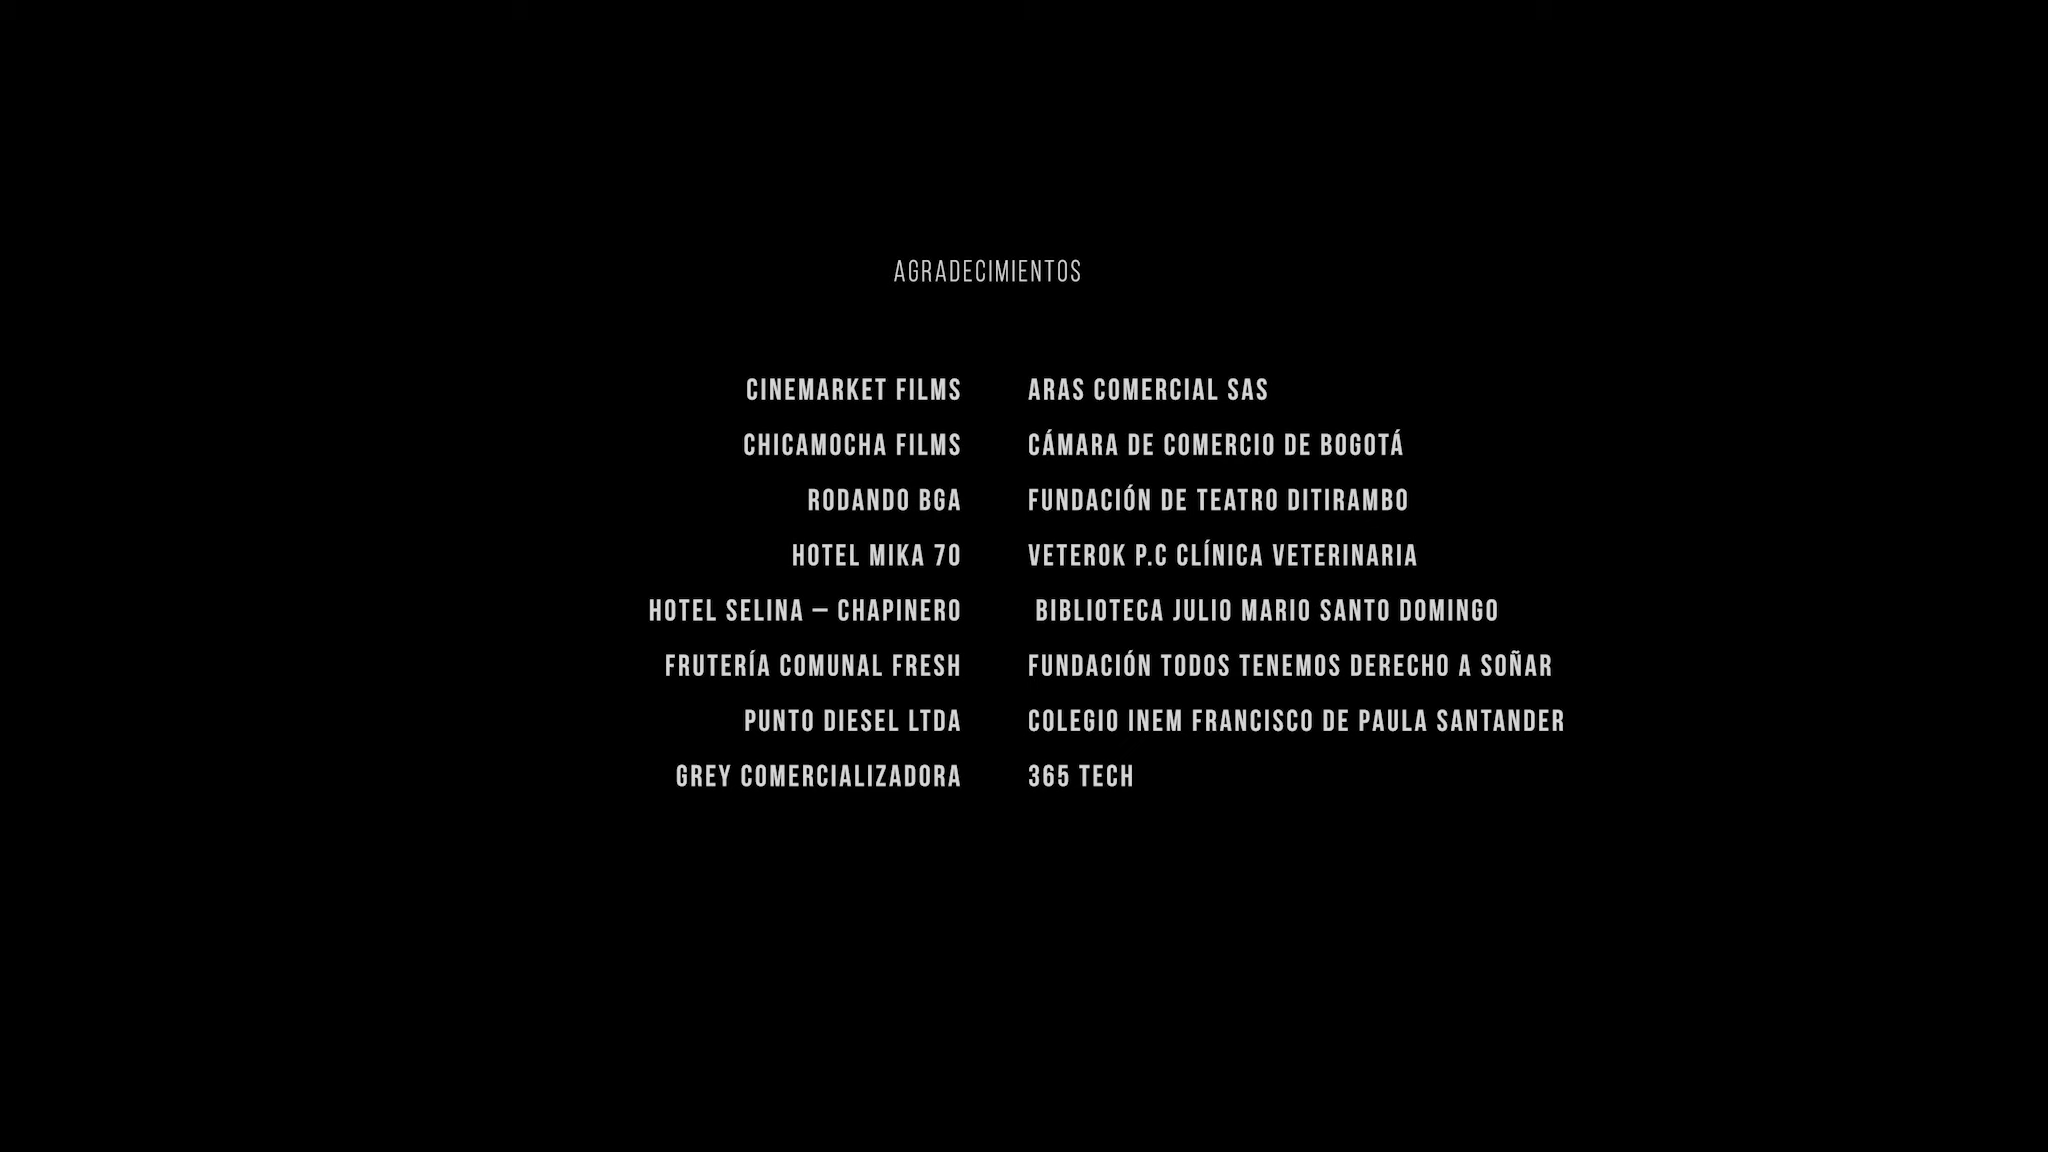 AGRADECIMIENTOS
CINEMARKET FILMS ARAS COMERCIAL SAS
CHICAMOCHA FILMS CÁMARA DE COMERCIO DE BOGOTÁ
RODANDO BGA FUNDACIÓN DE TEATRO DITIRAMBO
HOTEL MIKA 70 VETEROK P.C CLÍNICA VETERINARIA
HOTEL SELINA – CHAPINERO BIBLIOTECA JULIO MARIO SANTO DOMINGO
FRUTERÍA COMUNAL FRESH FUNDACIÓN TODOS TENEMOS DERECHO A SOÑAR
PUNTO DIESEL LTDA COLEGIO INEM FRANCISCO DE PAULA SANTANDER
GREY COMERCIALIZADORA 365 TECH